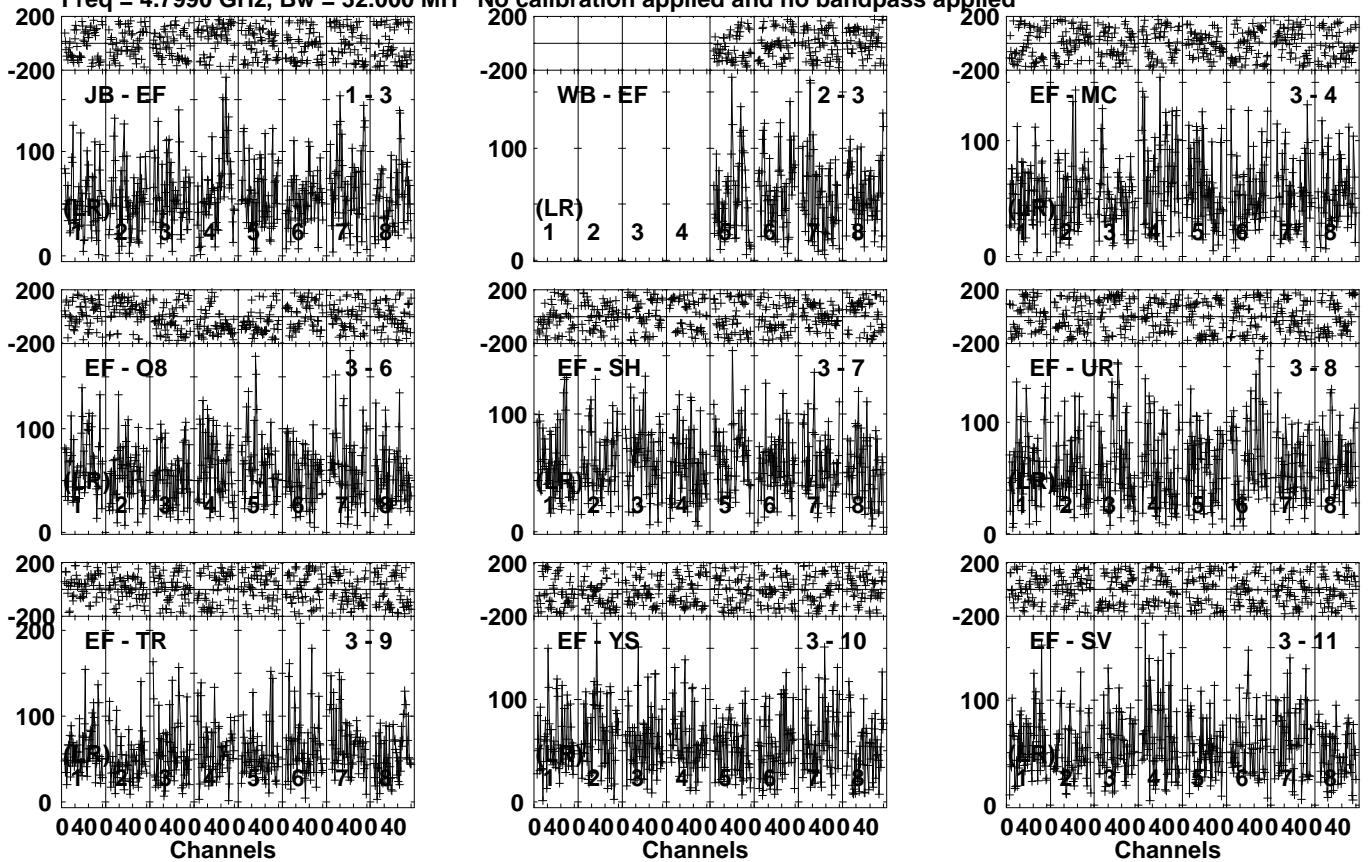 Freq = 4.7990 GHz, Bw = 32.000 MH No calibration applied and no bandpass applied
200
-200
JB - EF 1 - 3
100
(LR)
1 2 3 4 5 6 7 8
0
200
-200
WB - EF 2 - 3
100
(LR)
1 2 3 4 5 6 7 8
0
200
-200
EF - MC 3 - 4
100
(LR)
1 2 3 4 5 6 7 8
0
200
-200
EF - O8 3 - 6
100
(LR)
1 2 3 4 5 6 7 8
0
200
-200
EF - SH 3 - 7
100
(LR)
1 2 3 4 5 6 7 8
0
200
-200
EF - UR 3 - 8
100
(LR)
1 2 3 4 5 6 7 8
0
200
-200
200
EF - TR 3 - 9
100
(LR)
1 2 3 4 5 6 7 8
0
0 40 0 40 0 40 0 40 0 40 0 40 0 40 0 40
Channels
200
-200
EF - YS 3 - 10
100
(LR)
1 2 3 4 5 6 7 8
0
0 40 0 40 0 40 0 40 0 40 0 40 0 40 0 40
Channels
200
-200
EF - SV 3 - 11
100
(LR)
1 2 3 4 5 6 7 8
0
0 40 0 40 0 40 0 40 0 40 0 40 0 40 0 40
Channels